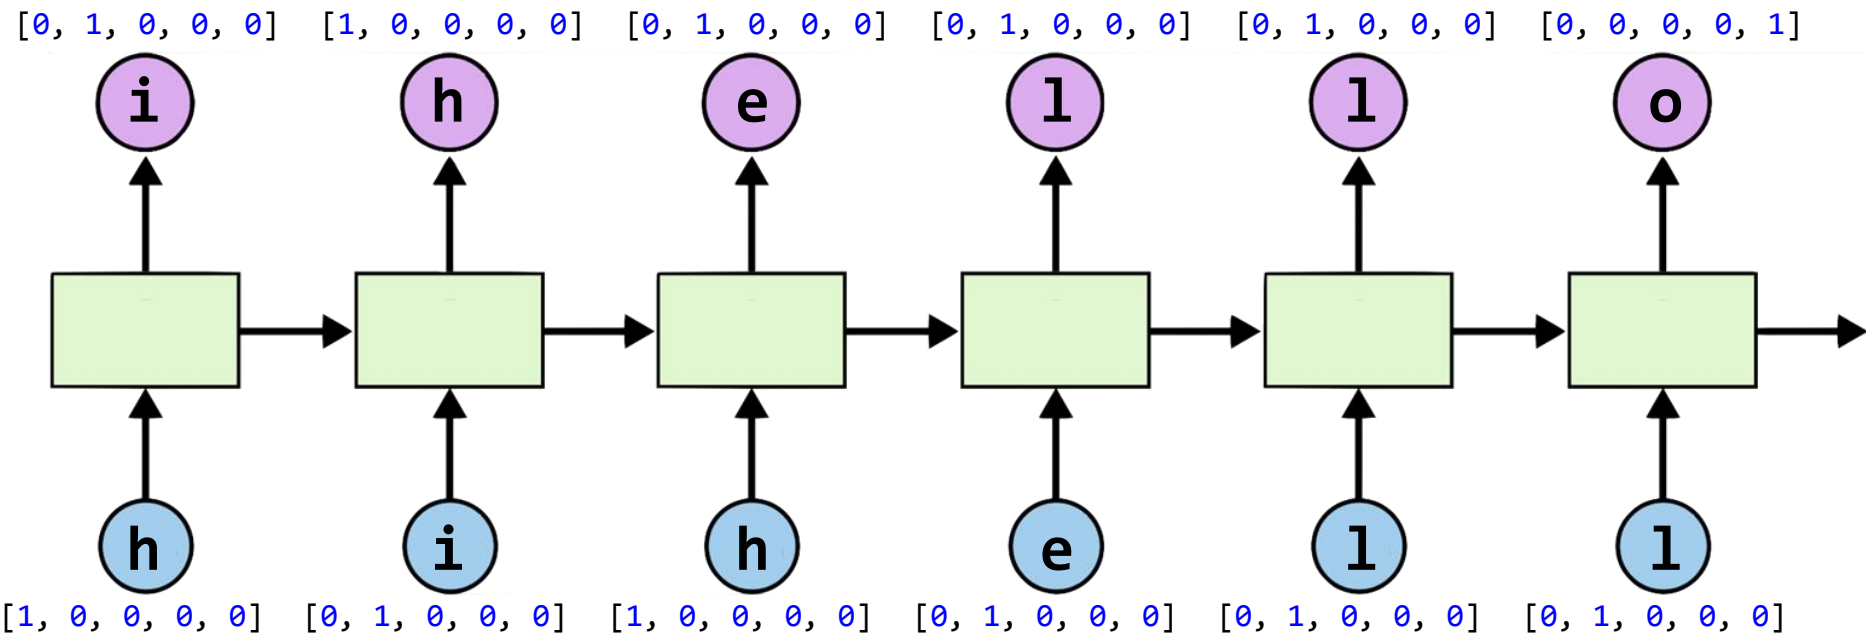 [0, 1, 0, 0, 0] [1, 0, 0, 0, 0] [0, 1, 0, 0, 0] [0, 1, 0, 0, 0] [0, 1, 0, 0, 0] [0, 0, 0, 0, 1]
i h e l l o
h i h e l l
[1, 0, 0, 0, 0] [0, 1, 0, 0, 0] [1, 0, 0, 0, 0] [0, 1, 0, 0, 0] [0, 1, 0, 0, 0] [0, 1, 0, 0, 0]